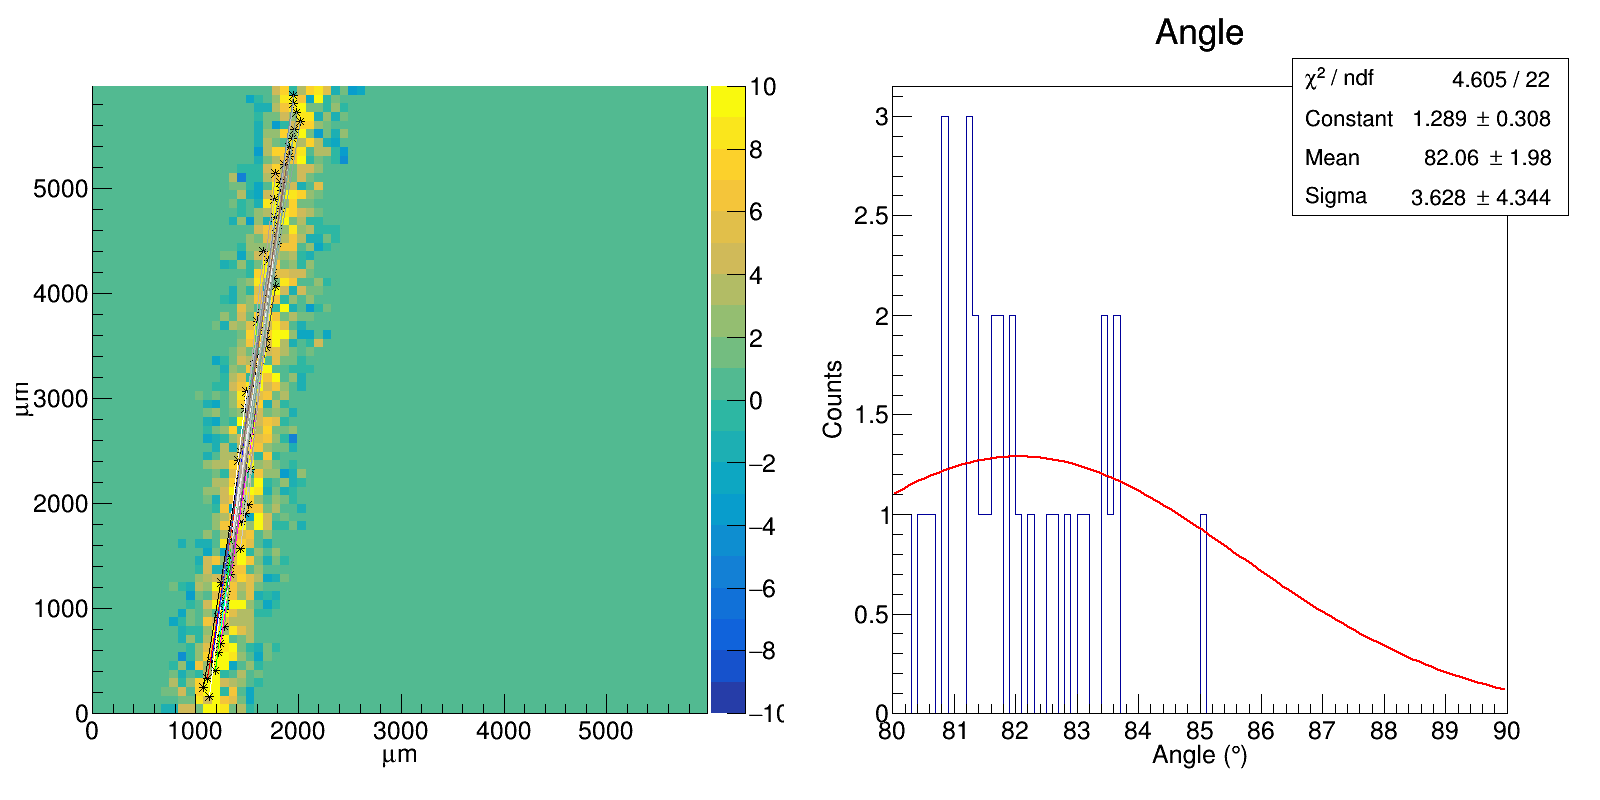 Angle
χ² / ndf 4.605 / 22
Constant 1.289 ± 0.308
Mean 82.06 ± 1.98
Sigma 3.628 ± 4.344
10
8
6
4
2
0
−2
−4
−6
−8
−10
5000
4000
3000
2000
1000
0
μm
0 1000 2000 3000 4000 5000
μm
3
2.5
2
1.5
1
0.5
0
Counts
80 81 82 83 84 85 86 87 88 89 90
Angle (°)